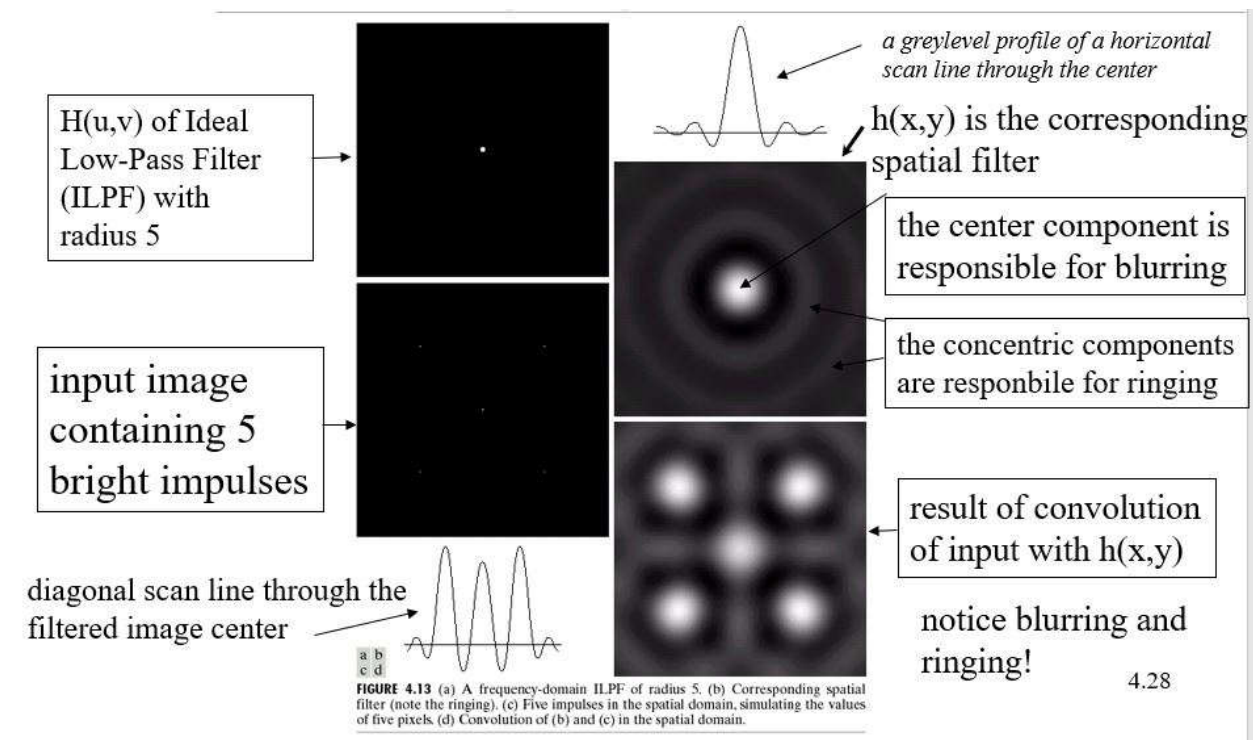 H(u,v) of Ideal
Low-Pass Filter
(ILPF) with
radius 5
a greylevel profile of a horizontal
scan line through the center
h(x,y) is the corresponding
spatial filter
the center component is
responsible for blurring
the concentric components
are responbile for ringing
input image
containing 5
bright impulses
result of convolution
of input with h(x,y)
notice blurring and
ringing!
diagonal scan line through the
filtered image center
a b
c d
FIGURE 4.13 (a) A frequency-domain ILPF of radius 5. (b) Corresponding spatial
filter (note the ringing). (c) Five impulses in the spatial domain, simulating the values
of five pixels. (d) Convolution of (b) and (c) in the spatial domain.
4.28